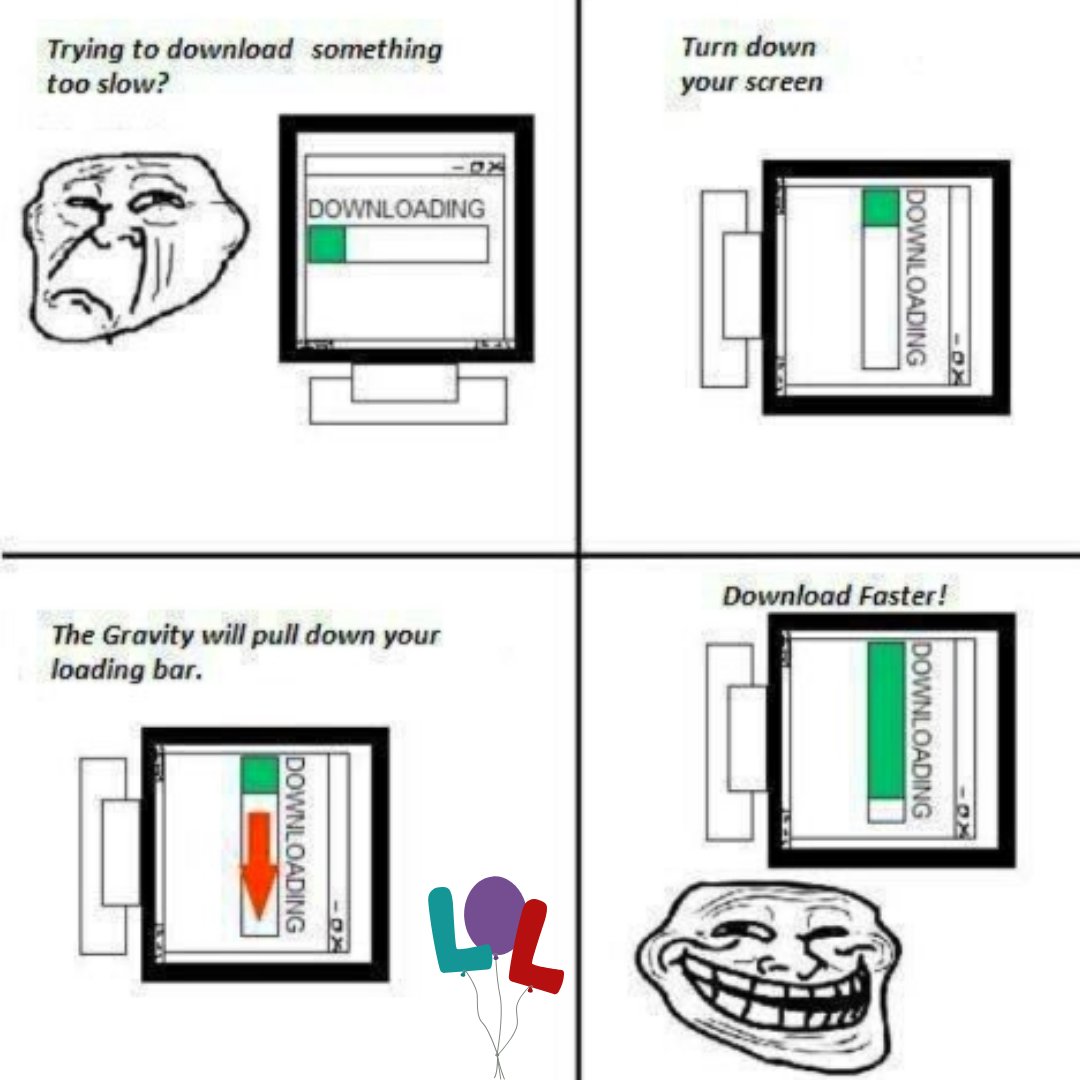 Trying to download something
too slow?
DOWNLOADING
Turn down
your screen
DOWNLOADING
The Gravity will pull down your
loading bar.
DOWNLOADING
Download Faster!
DOWNLOADING
LOL